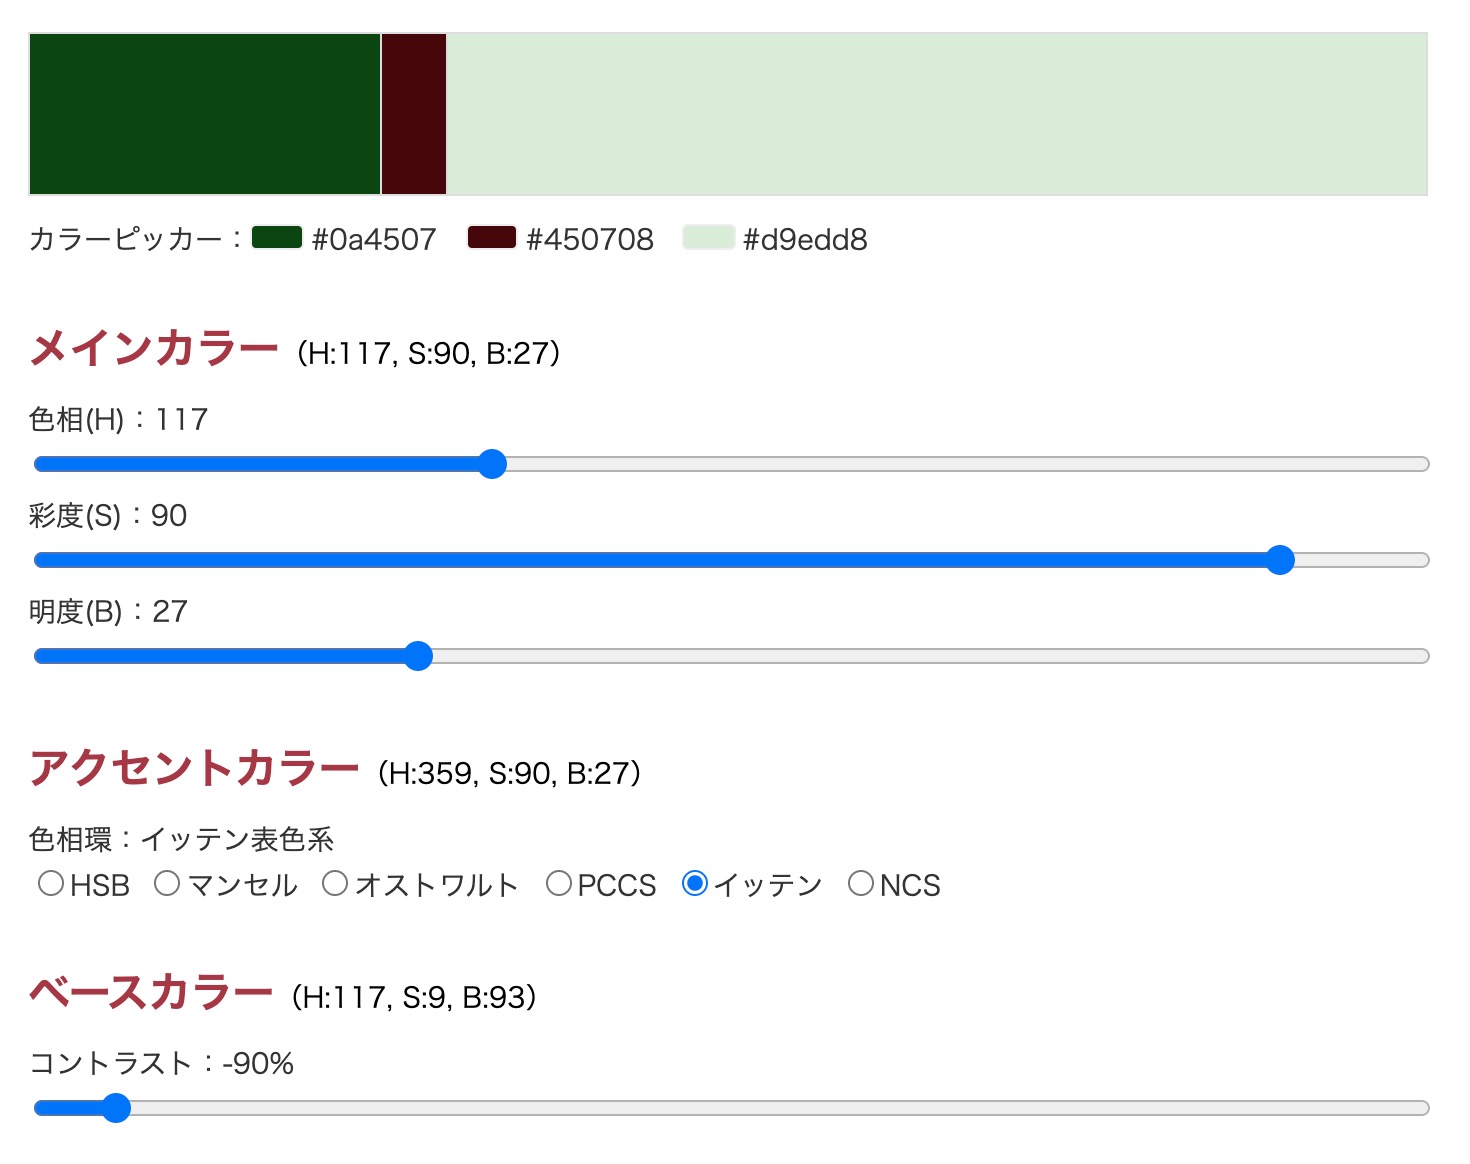 カラーピッカー： #0a4507 #450708 #d9edd8
メインカラー （H:117, S:90, B:27）
色相(H)：117
彩度(S)：90
明度(B)：27
アクセントカラー （H:359, S:90, B:27）
色相環：イッテン表色系
HSB マンセル オストワルト PCCS イッテン NCS
ベースカラー （H:117, S:9, B:93）
コントラスト：-90%